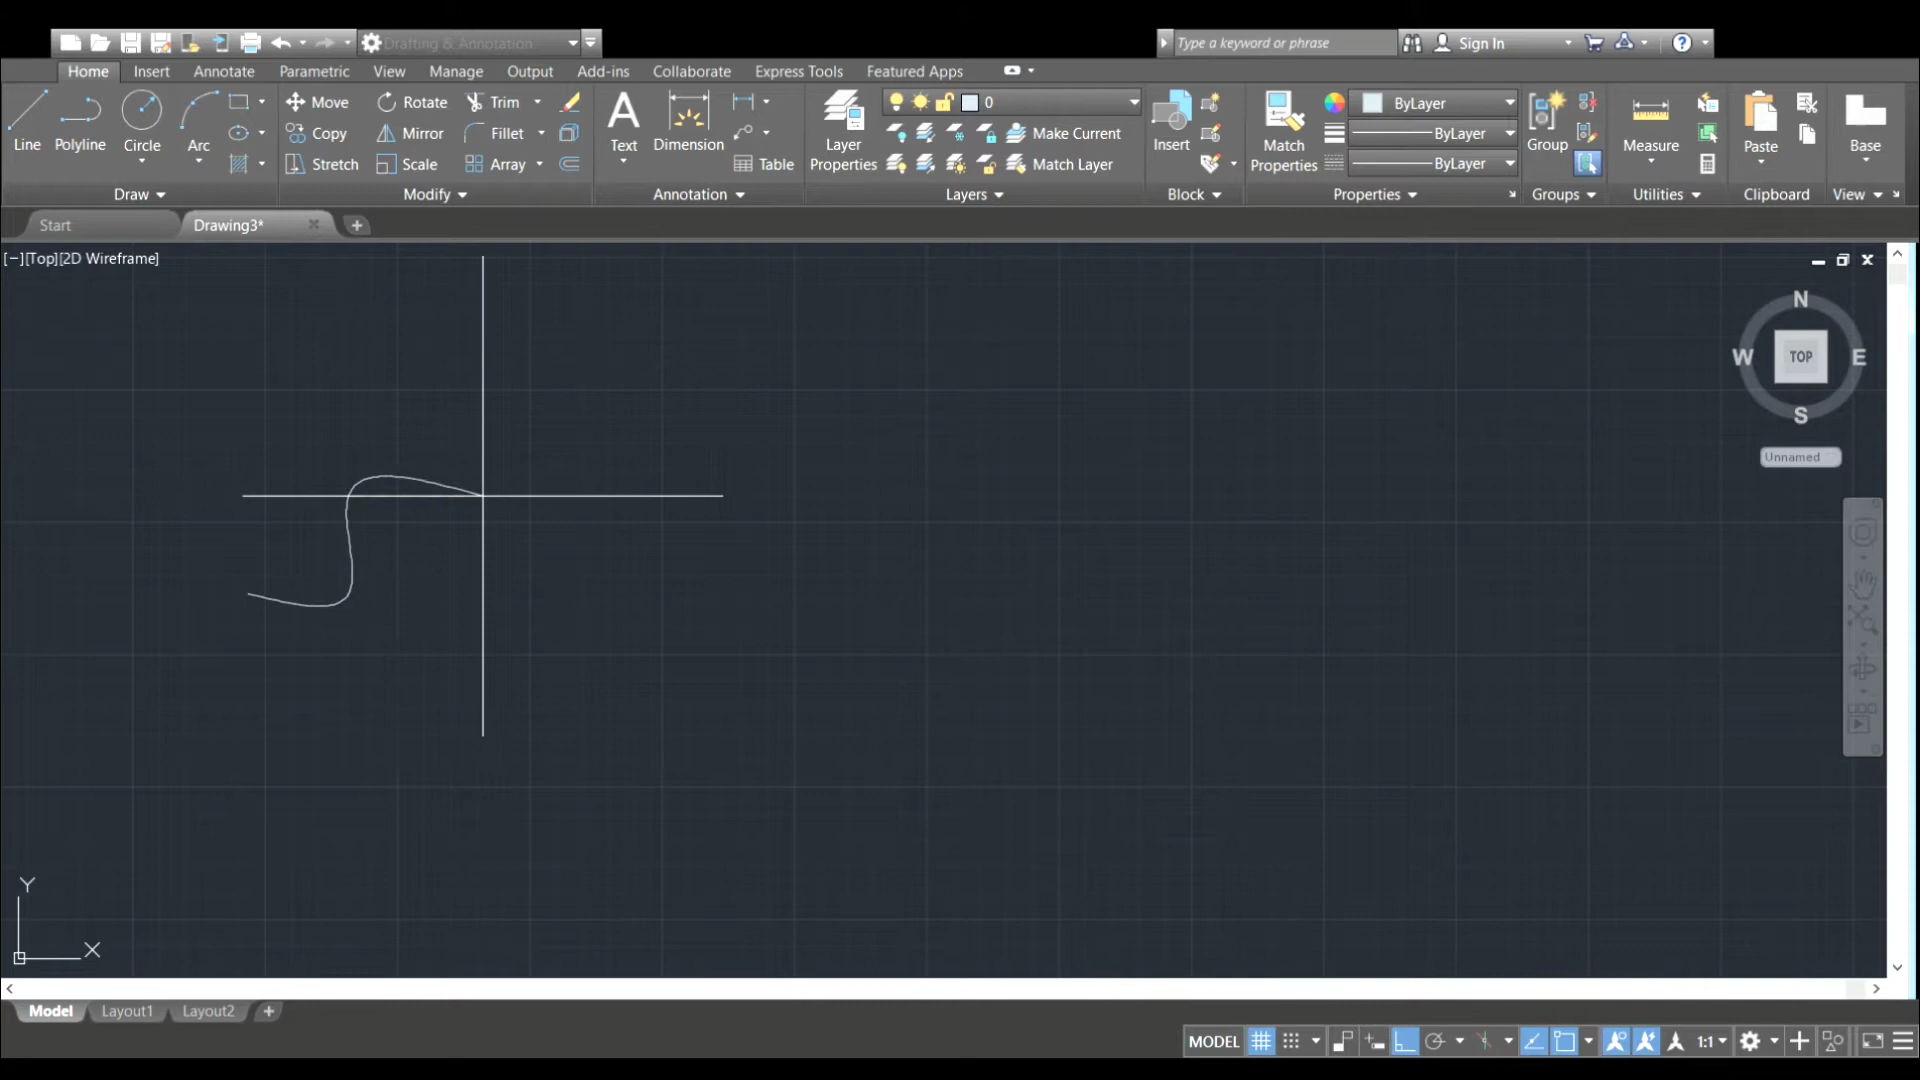 Drafting & Annotation
Type a keyword or phrase
Sign In
Home Insert Annotate Parametric View Manage Output Add-ins Collaborate Express Tools Featured Apps
Line Polyline Circle Arc
Move Rotate Trim
Copy Mirror Fillet
Stretch Scale Array
Text Dimension Table
Layer Properties
0
Make Current
Match Layer
Insert
Match Properties
ByLayer
ByLayer
ByLayer
Group
Measure
Paste
Base
Draw Modify Annotation Layers Block Properties Groups Utilities Clipboard View
Start Drawing3*
[−][Top][2D Wireframe]
N
W TOP E
S
Unnamed
Y
X
Model Layout1 Layout2
MODEL 1:1